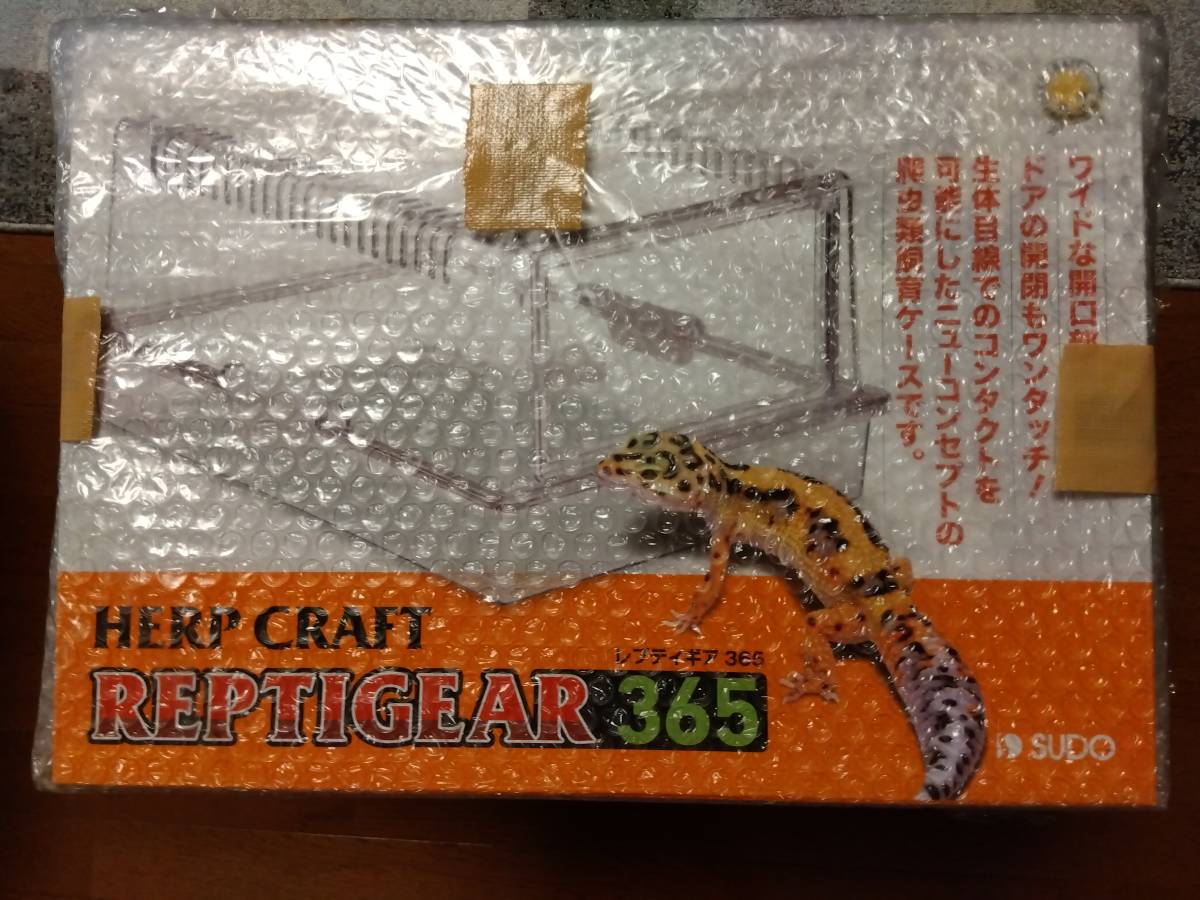 ワイドな開口部
ドアの開閉もワンタッチ!
生体目線でのコンタクトを
可能にしたニューコンセプトの
爬虫類飼育ケースです。
HERP CRAFT
レプティギア 365
REPTIGEAR 365
SUDO